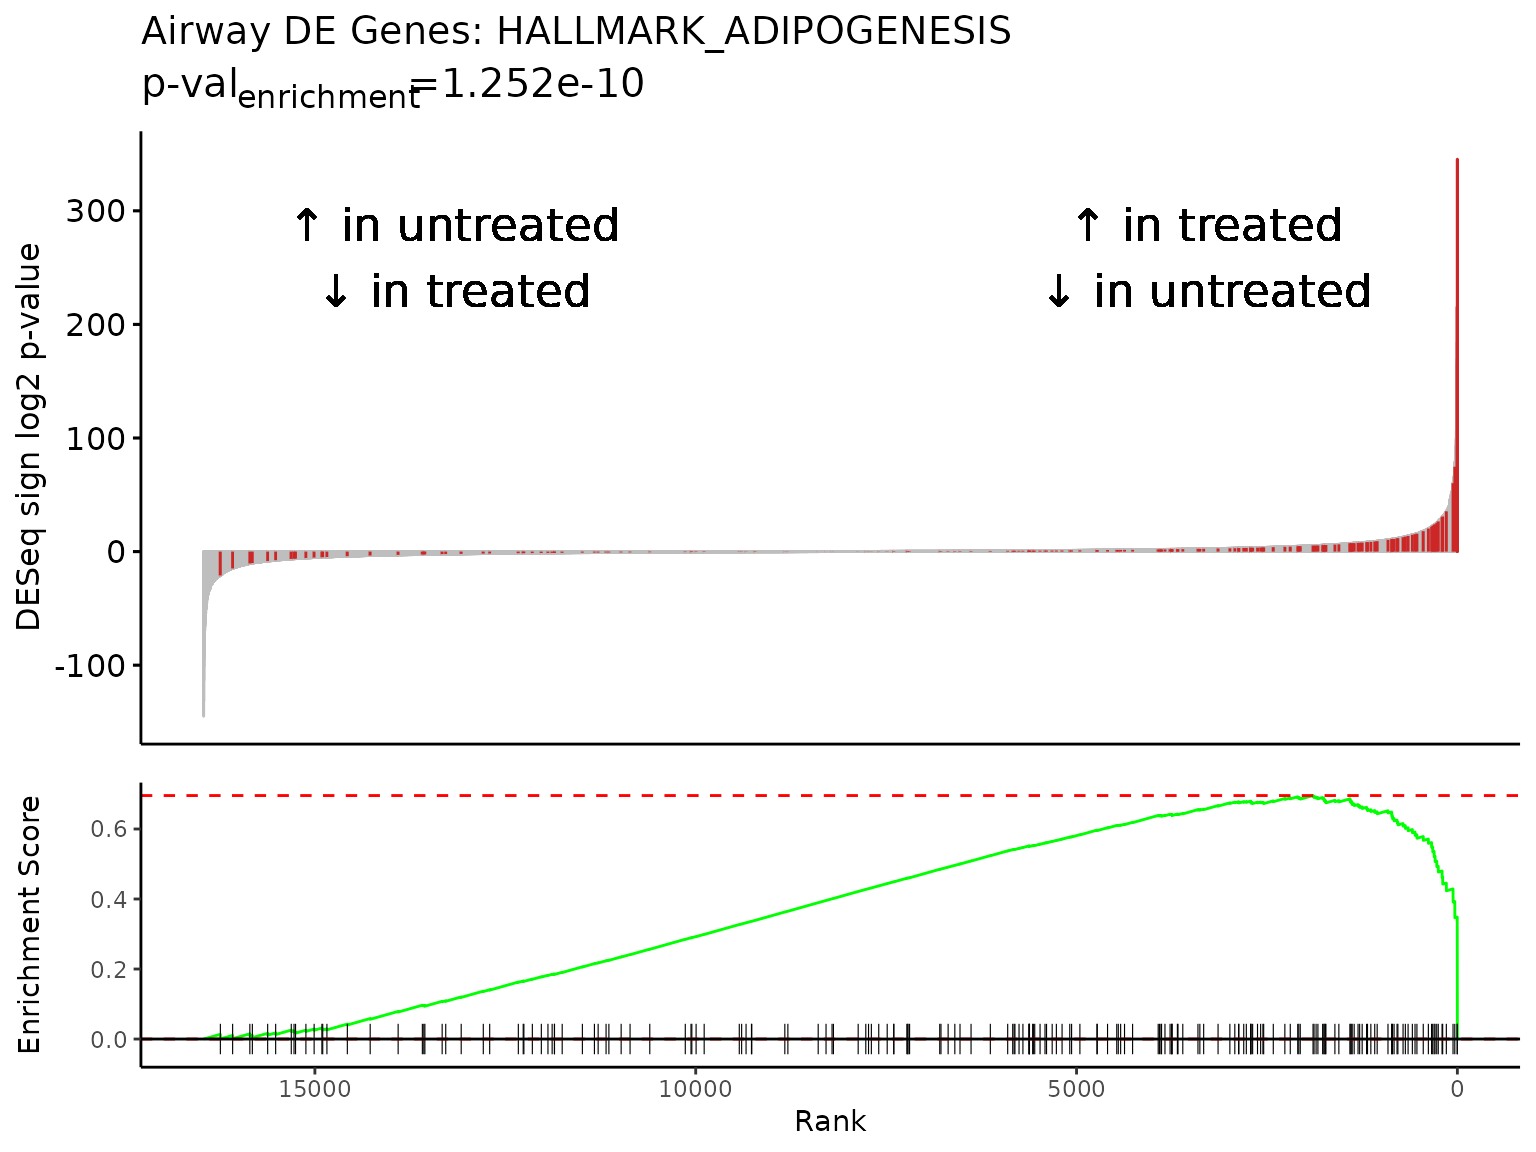 Airway DE Genes: HALLMARK_ADIPOGENESIS
p-valenrichment=1.252e-10
DESeq sign log2 p-value
300
200
100
0
-100
↑ in untreated
↓ in treated
↑ in treated
↓ in untreated
Enrichment Score
0.6
0.4
0.2
0.0
15000 10000 5000 0
Rank